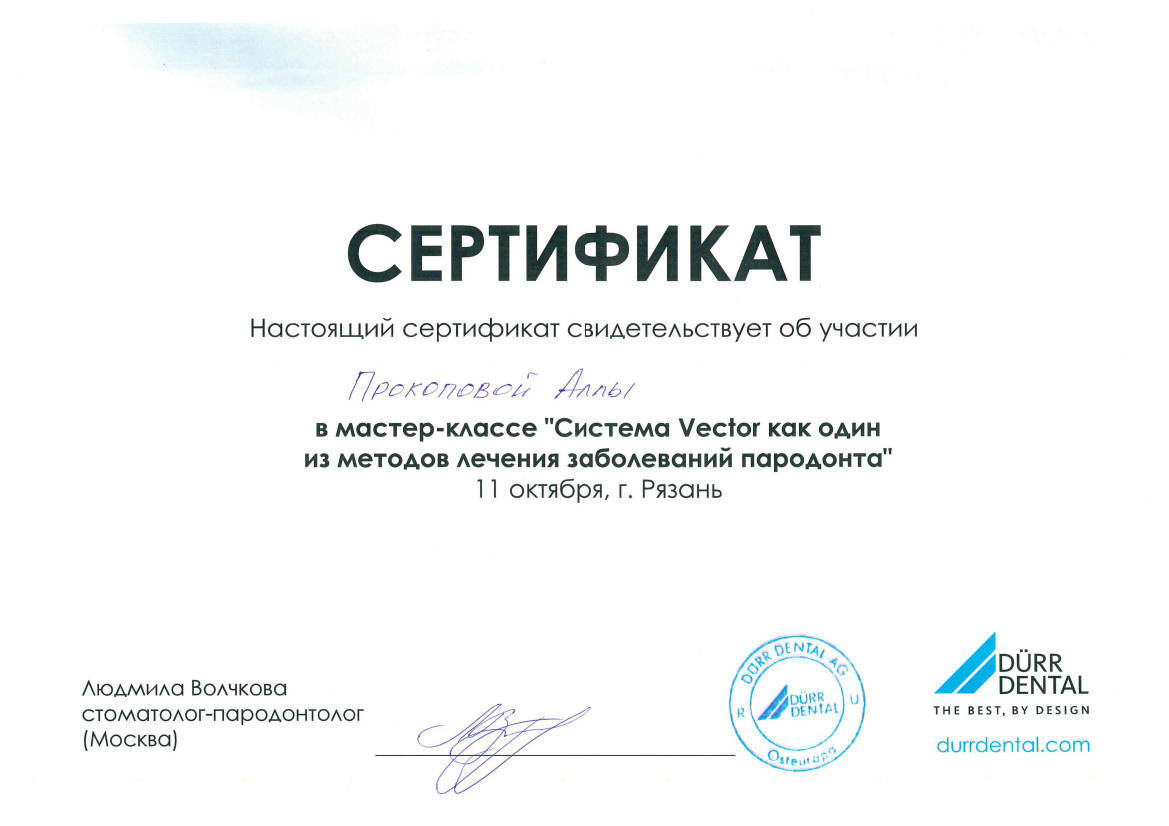 СЕРТИФИКАТ
Настоящий сертификат свидетельствует об участии
Прокоповой Аллы
в мастер-классе "Система Vector как один
из методов лечения заболеваний пародонта"
11 октября, г. Рязань
Людмила Волчкова
стоматолог-пародонтолог
(Москва)
DÜRR DENTAL AG
R
U
DÜRR
DENTAL
Osteuropa
DÜRR
DENTAL
THE BEST, BY DESIGN
durrdental.com